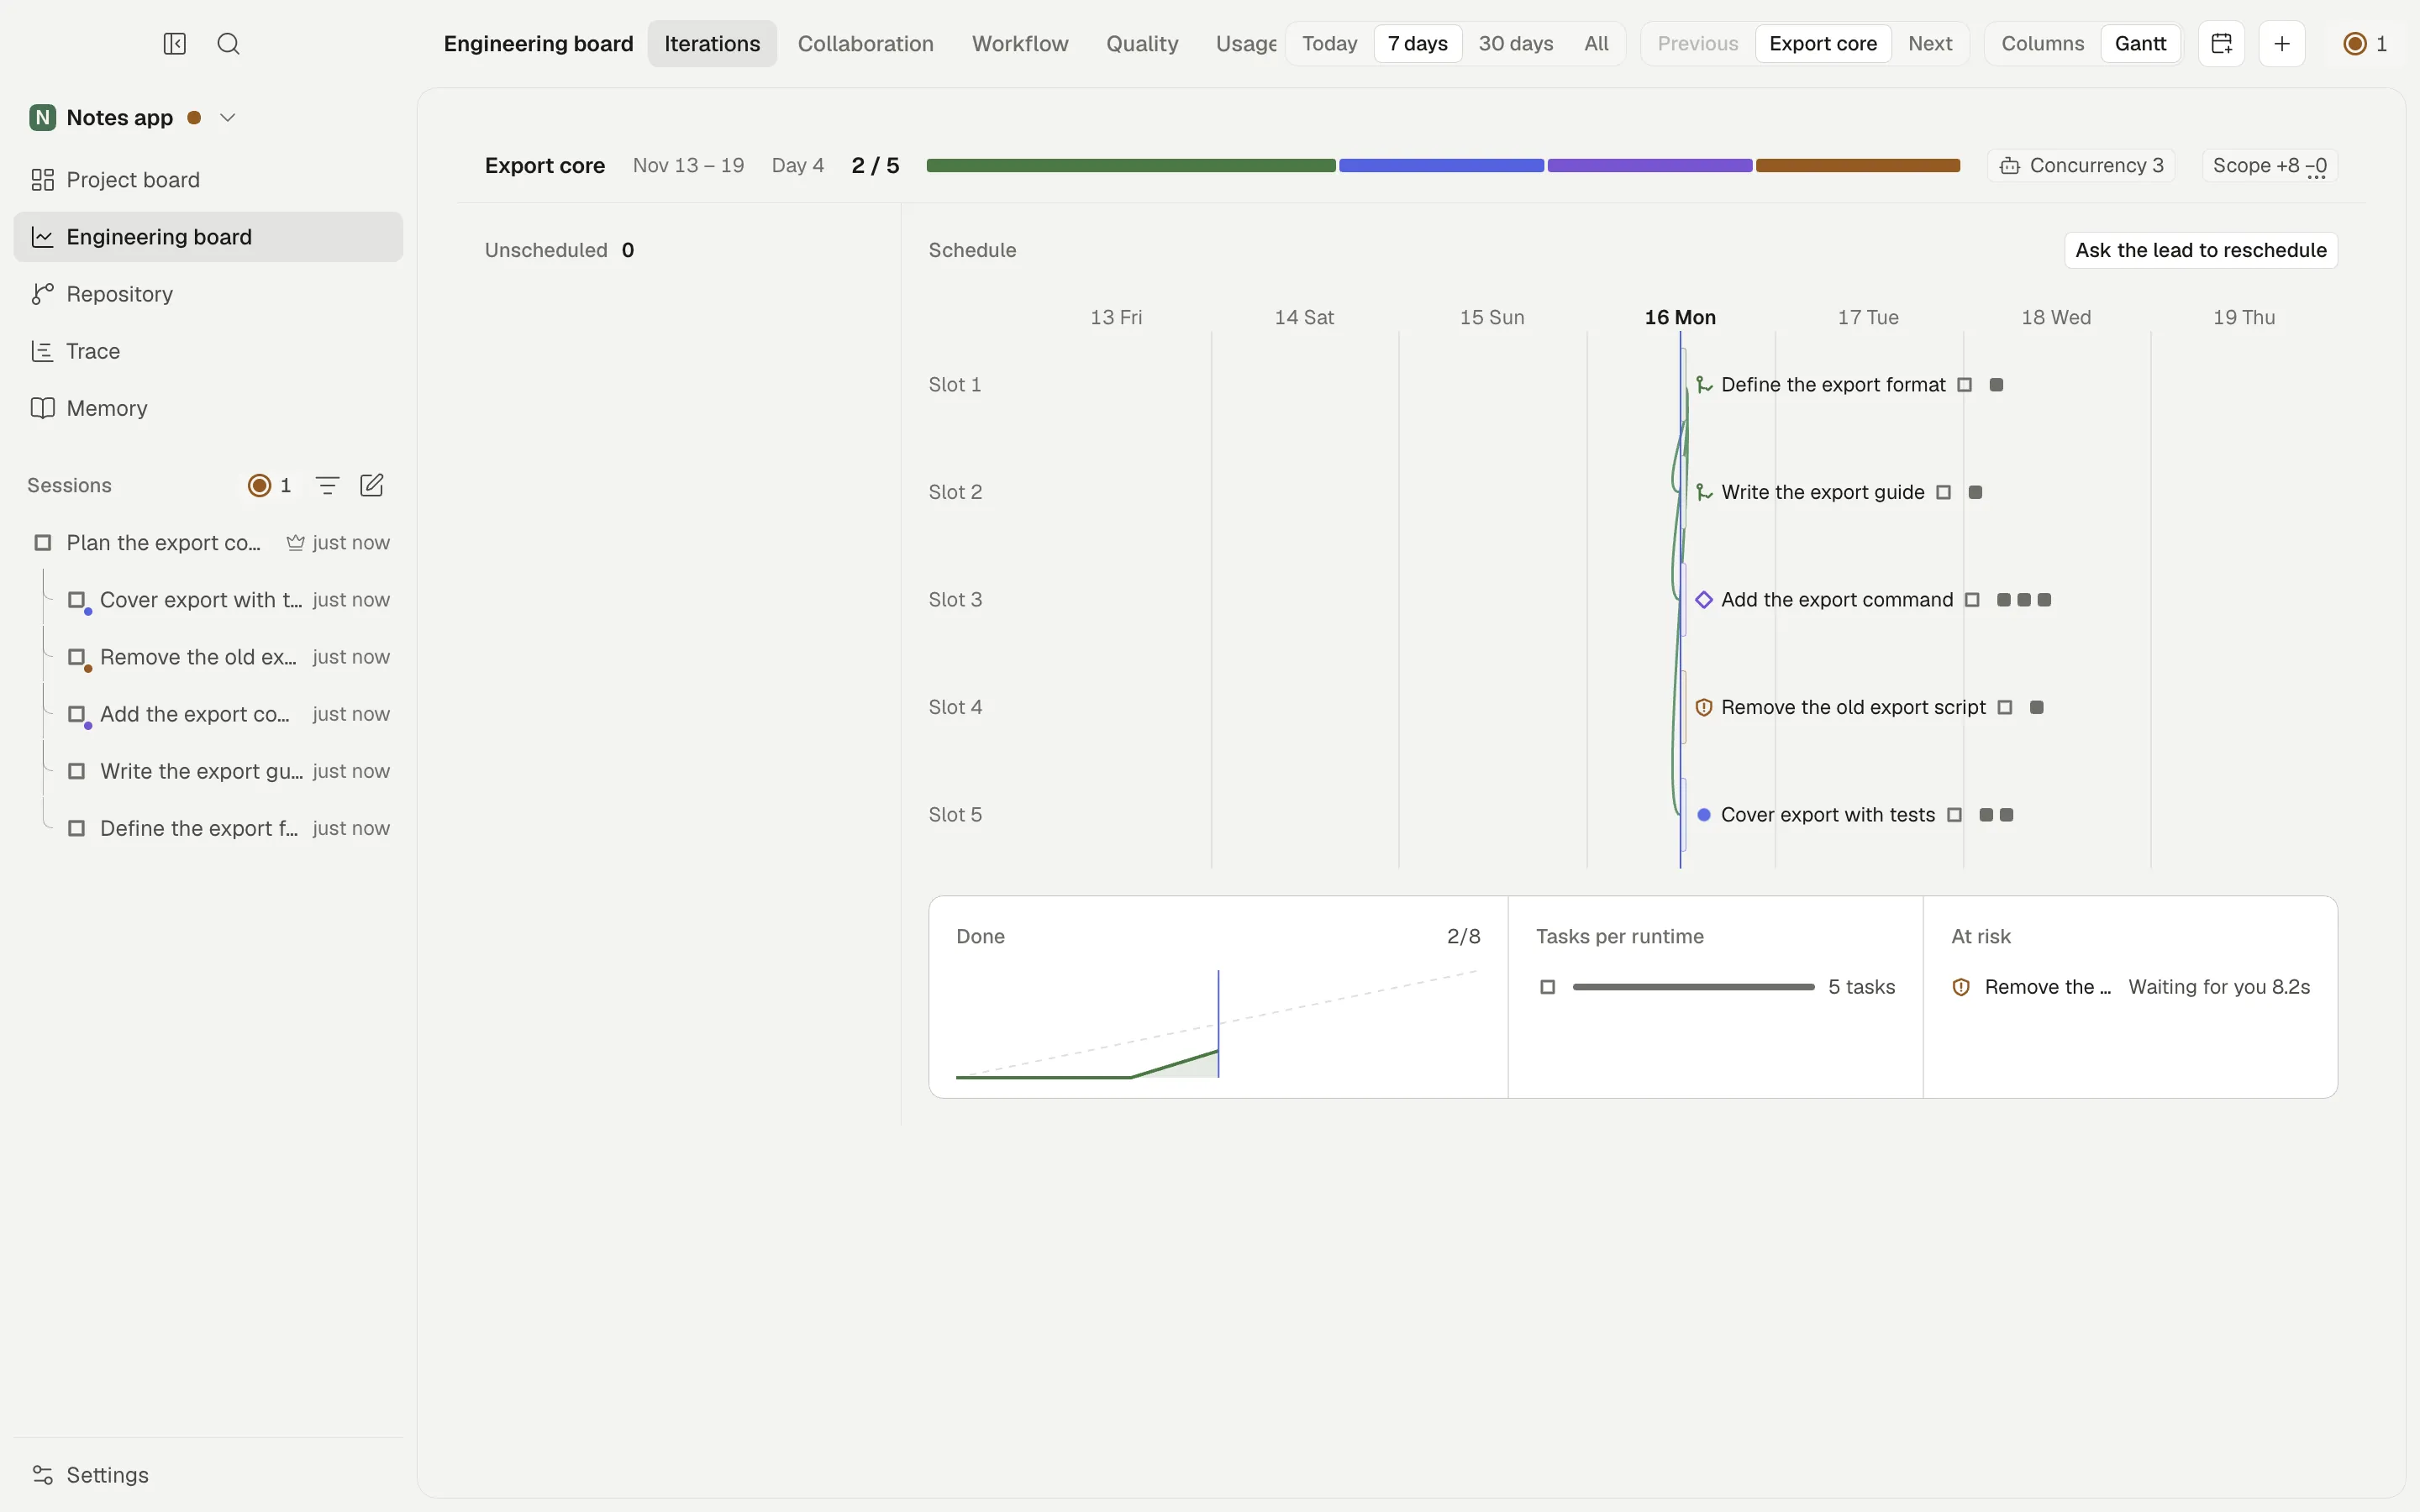 Engineering board Iterations Collaboration Workflow Quality Usage Today 7 days 30 days All Previous Export core Next Columns Gantt 1
N Notes app
Project board
Engineering board
Repository
Trace
Memory
Sessions 1
Plan the export co... just now
Cover export with t... just now
Remove the old ex... just now
Add the export co... just now
Write the export gu... just now
Define the export f... just now
Settings
Export core Nov 13 – 19 Day 4 2 / 5 Concurrency 3 Scope +8 −0
Unscheduled 0
Schedule Ask the lead to reschedule
13 Fri 14 Sat 15 Sun 16 Mon 17 Tue 18 Wed 19 Thu
Slot 1 Define the export format
Slot 2 Write the export guide
Slot 3 Add the export command
Slot 4 Remove the old export script
Slot 5 Cover export with tests
Done 2/8
Tasks per runtime
5 tasks
At risk
Remove the ... Waiting for you 8.2s